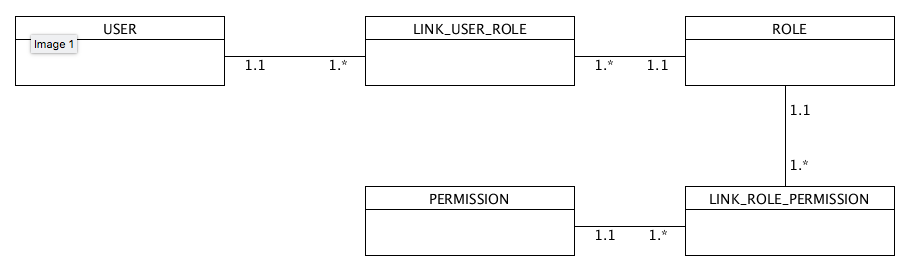 USER
LINK_USER_ROLE
ROLE
Image 1
1.1
1.*
1.*
1.1
1.1
1.*
PERMISSION
LINK_ROLE_PERMISSION
1.1
1.*